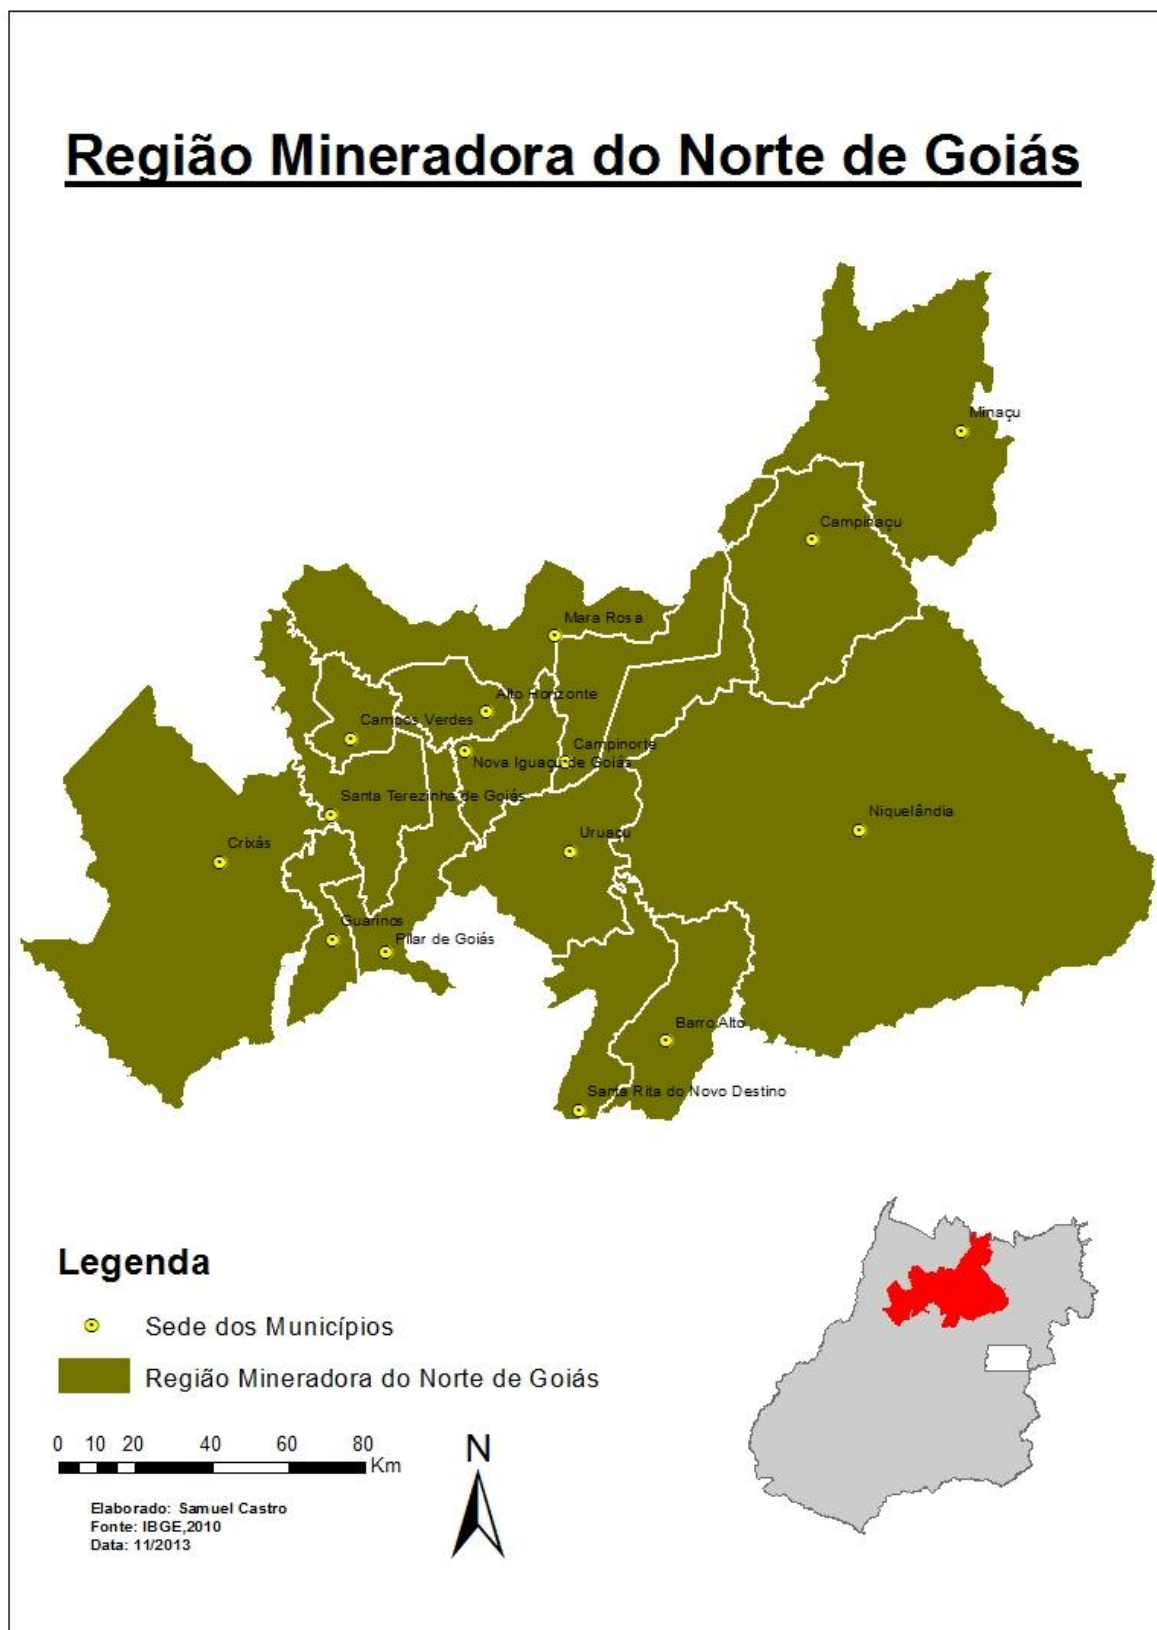 Região Mineradora do Norte de Goiás
Minaçu
Campinaçu
Mara Rosa
Alto Horizonte
Campos Verdes
Campinorte
Nova Iguaçu de Goiás
Santa Terezinha de Goiás
Niquelândia
Uruaçu
Crixás
Guarinos
Pilar de Goiás
Barro Alto
Santa Rita do Novo Destino
Legenda
Sede dos Municípios
Região Mineradora do Norte de Goiás
0 10 20 40 60 80
Km
N
Elaborado: Samuel Castro
Fonte: IBGE,2010
Data: 11/2013